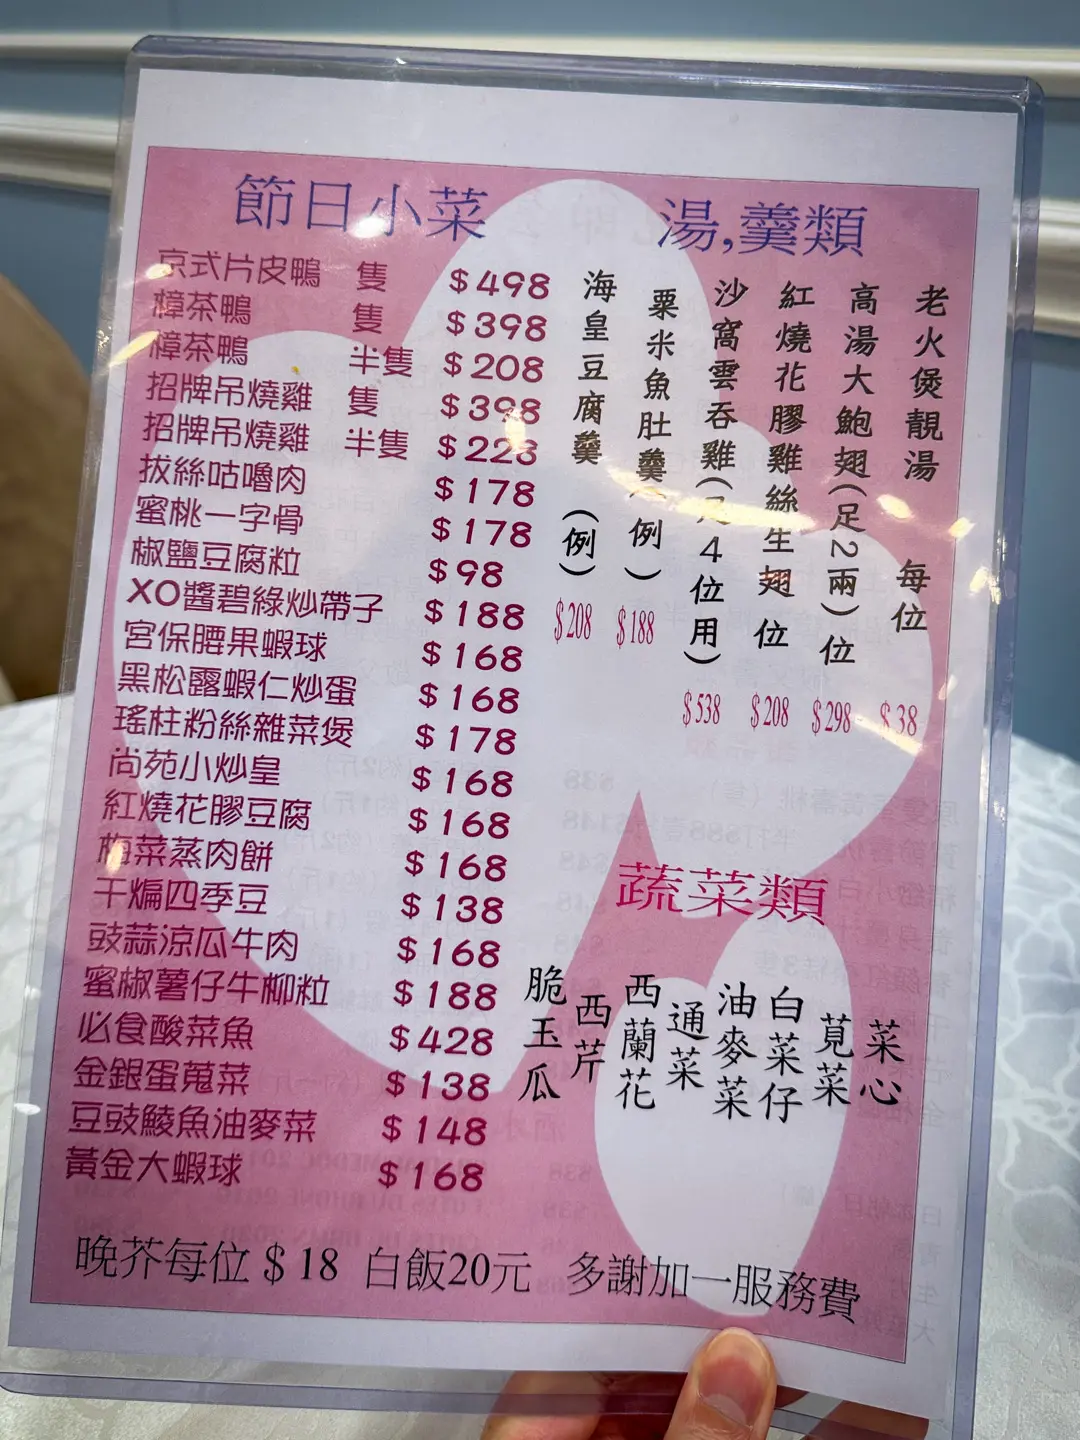 節日小菜
京式片皮鴨 隻 $498
樟茶鴨 隻 $398
樟茶鴨 半隻 $208
招牌吊燒雞 隻 $398
招牌吊燒雞 半隻 $223
拔絲咕嚕肉 $178
蜜桃一字骨 $178
椒鹽豆腐粒 $98
XO醬碧綠炒帶子 $188
宮保腰果蝦球 $168
黑松露蝦仁炒蛋 $168
瑤柱粉絲雜菜煲 $178
尚苑小炒皇 $168
紅燒花膠豆腐 $168
梅菜蒸肉餅 $168
干煸四季豆 $138
豉蒜涼瓜牛肉 $168
蜜椒薯仔牛柳粒 $188
必食酸菜魚 $428
金銀蛋蒐菜 $138
豆豉鯪魚油麥菜 $148
黃金大蝦球 $168
湯,羹類
老火煲靚湯 每位 $38
高湯大鮑翅(足2兩)位 $298
紅燒花膠雞絲生翅 位 $208
沙窩雲吞雞(足4位用) $538
粟米魚肚羹(例) $188
海皇豆腐羹 (例) $208
蔬菜類
菜心
莧菜
白菜仔
油麥菜
通菜
西蘭花
西芹
脆玉瓜
晚芥每位$18 白飯20元 多謝加一服務費